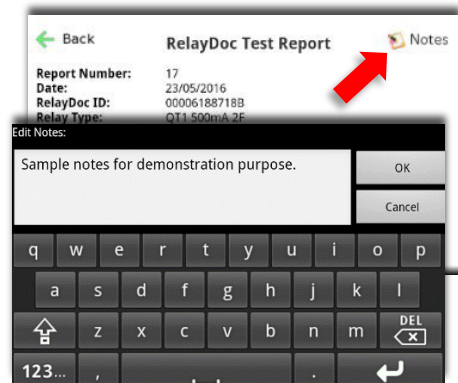 Back
RelayDoc Test Report
Notes
Report Number: 17
Date: 23/05/2016
RelayDoc ID: 00006188718B
Relay Type: QT1 500mA 2F
Edit Notes:
Sample notes for demonstration purpose.
OK
Cancel
q w e r t y u i o p
a s d f g h j k l
z x c v b n m DEL
123... , .